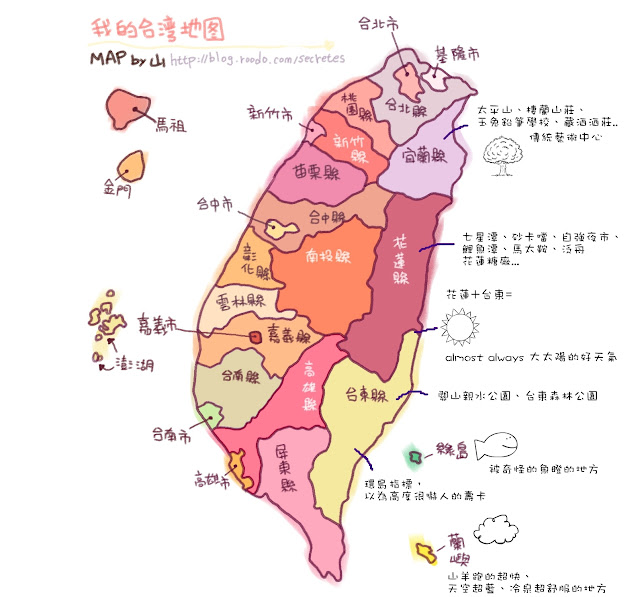 我的台湾地图
MAP by 山 http://blog.roodo.com/secretes
台北市
基隆市
馬祖
桃園縣
台北縣
新竹市
新竹縣
太平山、棲蘭山莊、
玉兔鉛筆學校、藏酒酒莊..
傳統藝術中心
宜蘭縣
金門
苗栗縣
台中市
台中縣
彰化縣
南投縣
花蓮縣
七星潭、砂卡噹、自強夜市、
鯉魚潭、馬太鞍、泛舟
花蓮糖廠...
雲林縣
花蓮+台東=
嘉義市
嘉義縣
澎湖
almost always 大太陽的好天氣
台南縣
高雄縣
台東縣
琵琶山親水公園、台東森林公園
台南市
綠島
被奇怪的魚瞪的地方
高雄市
屏東縣
環島指標，
以為高度很嚇人的壽卡
蘭嶼
山羊跑的超快、
天空超藍、冷泉超舒服的地方